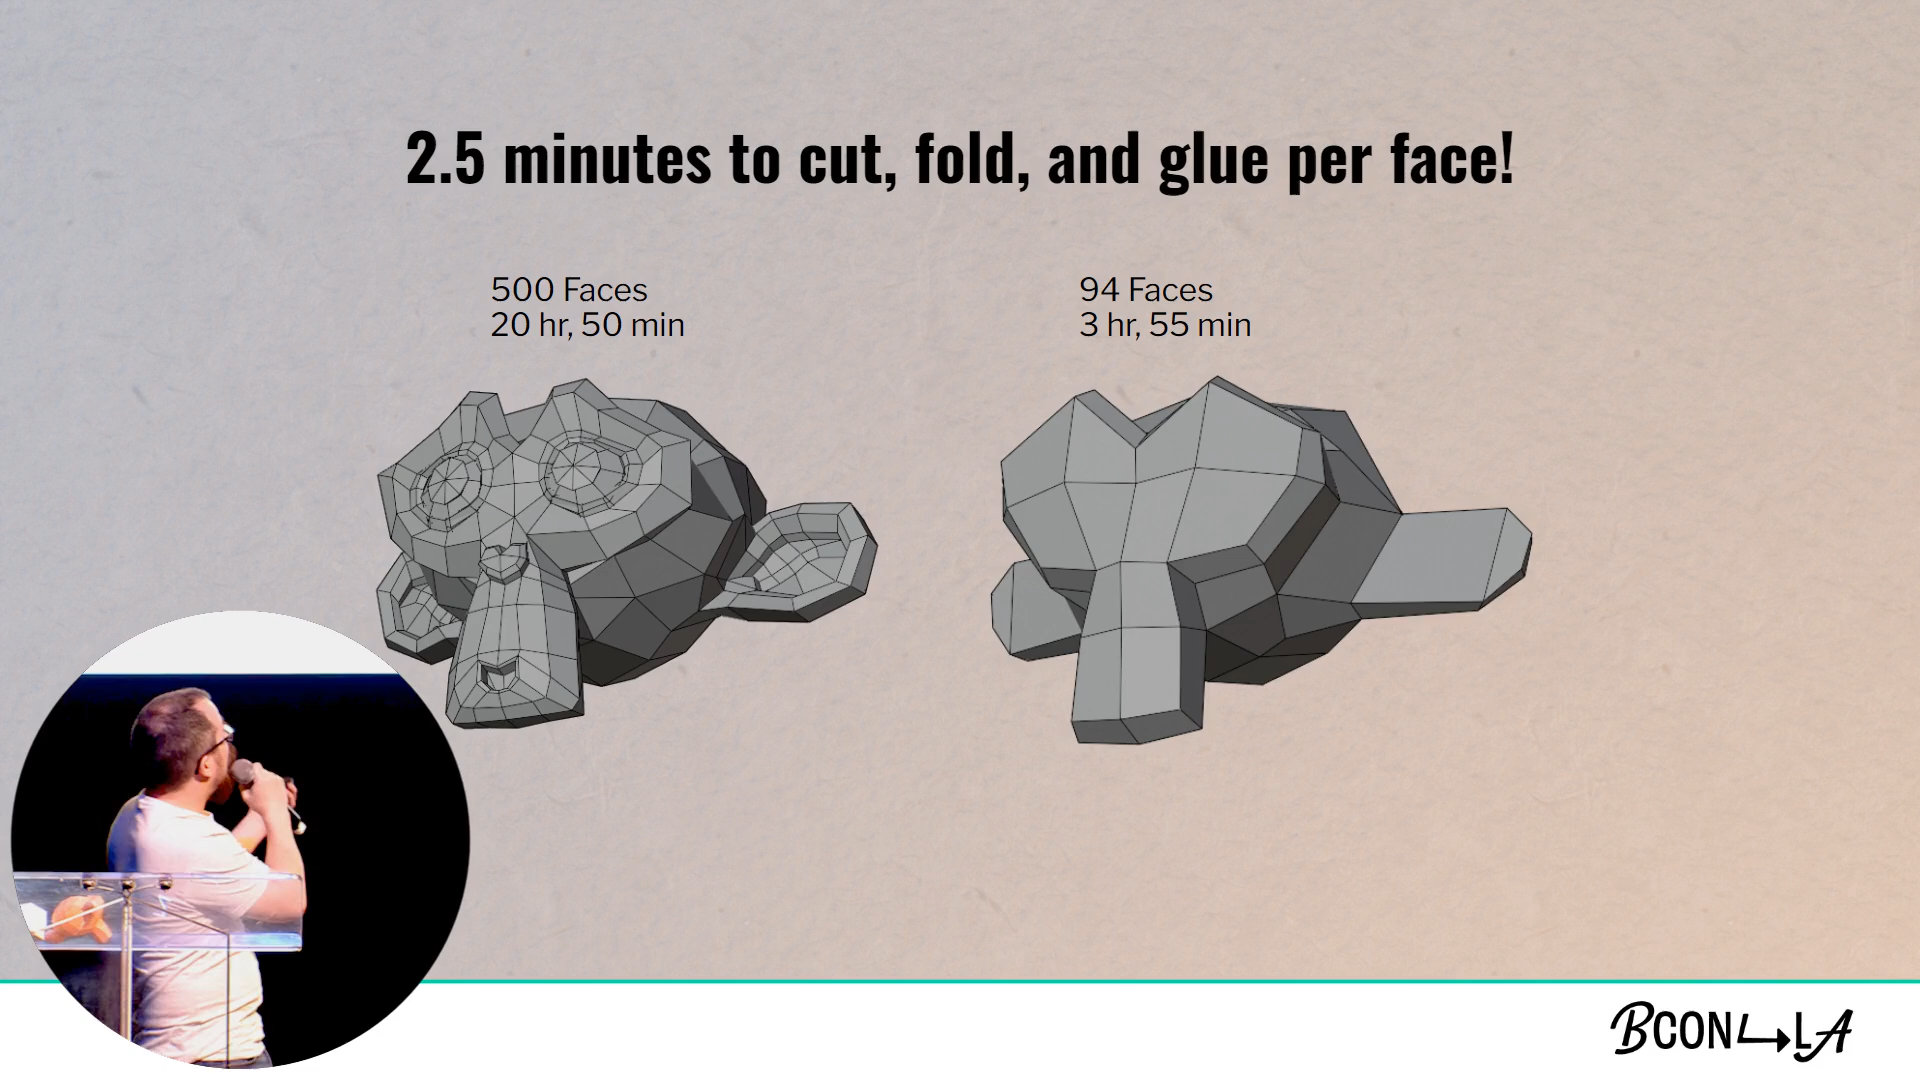 2.5 minutes to cut, fold, and glue per face!
500 Faces
20 hr, 50 min
94 Faces
3 hr, 55 min
BCON LA